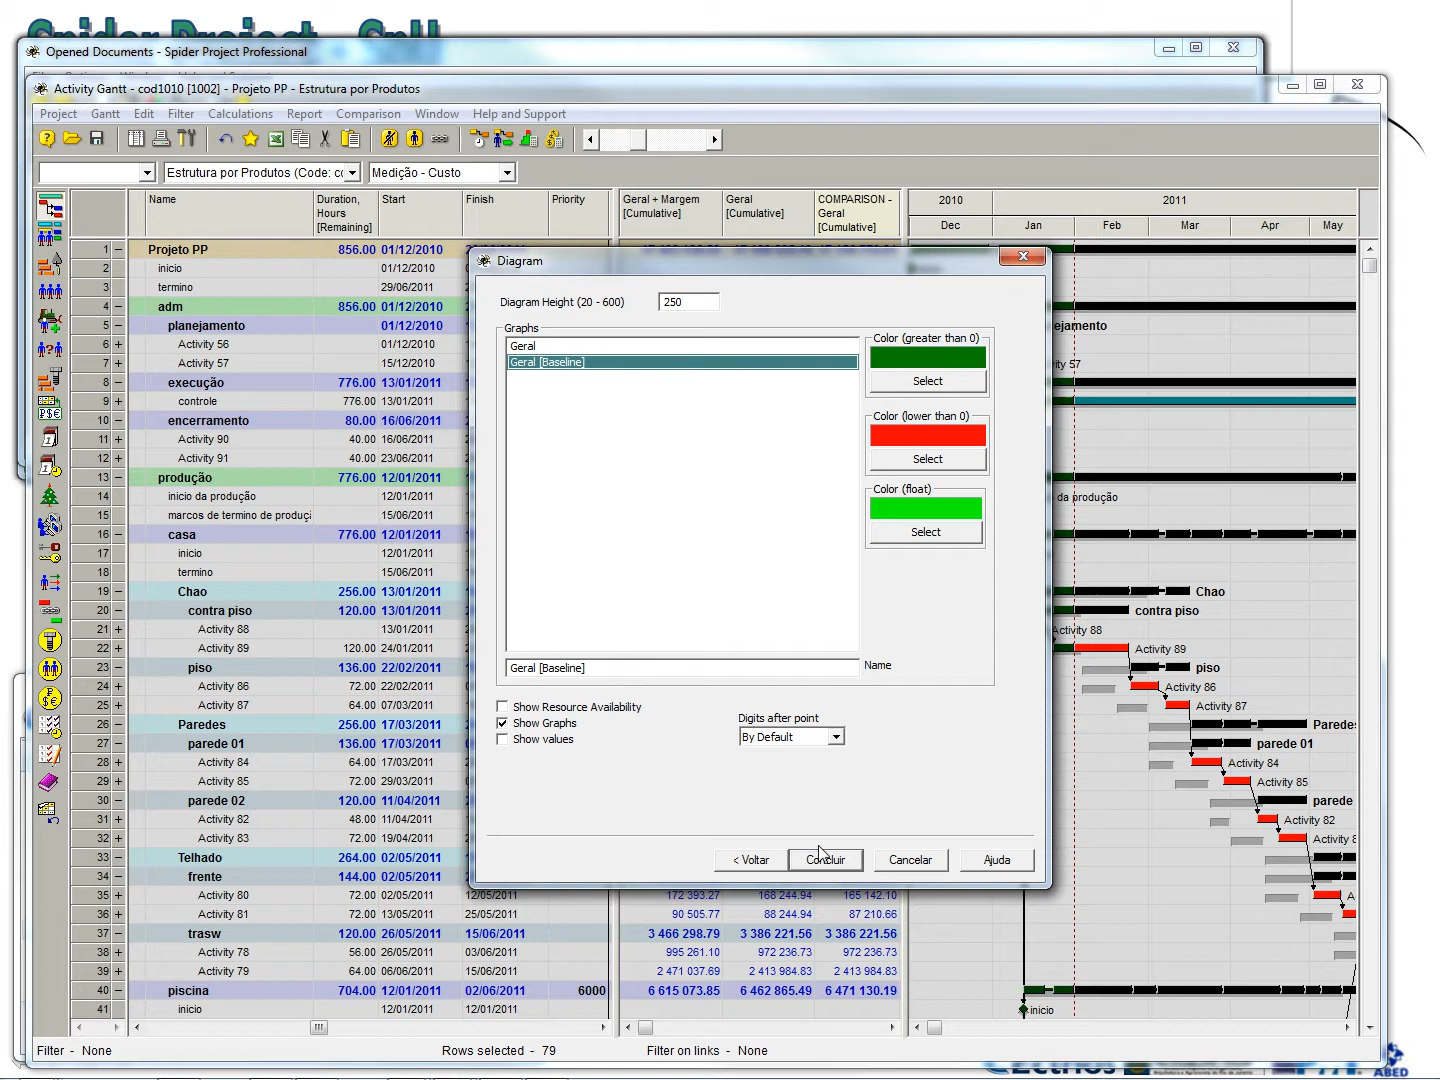 Spider Project - CpU
Opened Documents - Spider Project Professional
Activity Gantt - cod1010 [1002] - Projeto PP - Estrutura por Produtos
Project Gantt Edit Filter Calculations Report Comparison Window Help and Support
Estrutura por Produtos (Code: co Medição - Custo
Name Duration, Hours [Remaining] Start Finish Priority Geral + Margem [Cumulative] Geral [Cumulative] COMPARISON - Geral [Cumulative] 2010 2011
Dec Jan Feb Mar Apr May
1 Projeto PP 856.00 01/12/2010
2 inicio 01/12/2010
3 termino 29/06/2011
4 adm 856.00 01/12/2010
5 planejamento 01/12/2010 ejamento
6 Activity 56 01/12/2010
7 Activity 57 15/12/2010 ity 57
8 execução 776.00 13/01/2011
9 controle 776.00 13/01/2011
10 encerramento 80.00 16/06/2011
11 Activity 90 40.00 16/06/2011
12 Activity 91 40.00 23/06/2011
13 produção 776.00 12/01/2011
14 inicio da produção 12/01/2011 da produção
15 marcos de termino de produçi 15/06/2011
16 casa 776.00 12/01/2011
17 inicio 12/01/2011
18 termino 15/06/2011
19 Chao 256.00 13/01/2011 Chao
20 contra piso 120.00 13/01/2011 contra piso
21 Activity 88 13/01/2011 Activity 88
22 Activity 89 120.00 24/01/2011 Activity 89
23 piso 136.00 22/02/2011 piso
24 Activity 86 72.00 22/02/2011 Activity 86
25 Activity 87 64.00 07/03/2011 Activity 87
26 Paredes 256.00 17/03/2011 Paredes
27 parede 01 136.00 17/03/2011 parede 01
28 Activity 84 64.00 17/03/2011 Activity 84
29 Activity 85 72.00 29/03/2011 Activity 85
30 parede 02 120.00 11/04/2011 parede
31 Activity 82 48.00 11/04/2011 Activity 82
32 Activity 83 72.00 19/04/2011 Activity 8
33 Telhado 264.00 02/05/2011
34 frente 144.00 02/05/2011
35 Activity 80 72.00 02/05/2011 12/05/2011 172 393.27 168 244.94 165 142.10 A
36 Activity 81 72.00 13/05/2011 25/05/2011 90 505.77 88 244.94 87 210.66
37 trasw 120.00 26/05/2011 15/06/2011 3 466 298.79 3 386 221.56 3 386 221.56
38 Activity 78 56.00 26/05/2011 03/06/2011 995 261.10 972 236.73 972 236.73
39 Activity 79 64.00 06/06/2011 15/06/2011 2 471 037.69 2 413 984.83 2 413 984.83
40 piscina 704.00 12/01/2011 02/06/2011 6000 6 615 073.85 6 462 865.49 6 471 130.19
41 inicio 12/01/2011 12/01/2011 inicio
Filter - None Rows selected - 79 Filter on links - None
Diagram
Diagram Height (20 - 600) 250
Graphs
Geral
Geral [Baseline]
Color (greater than 0)
Select
Color (lower than 0)
Select
Color (float)
Select
Geral [Baseline] Name
Show Resource Availability
Show Graphs
Show values
Digits after point
By Default
< Voltar Concluir Cancelar Ajuda
ABED